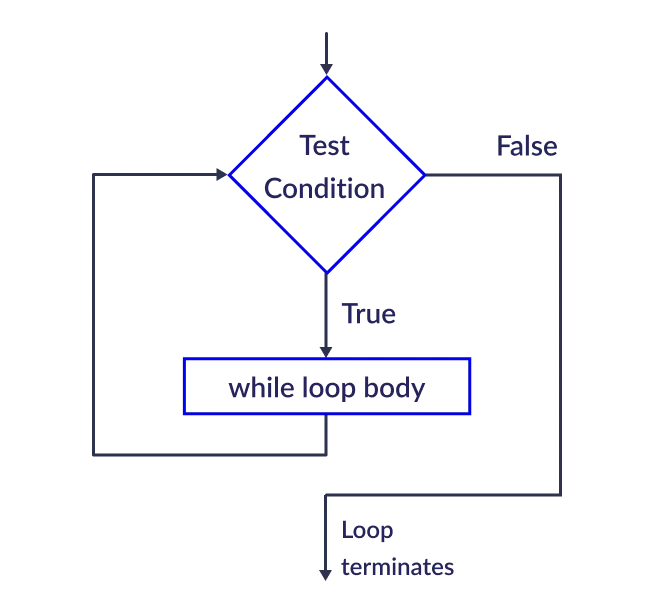 Test
Condition
False
True
while loop body
Loop
terminates